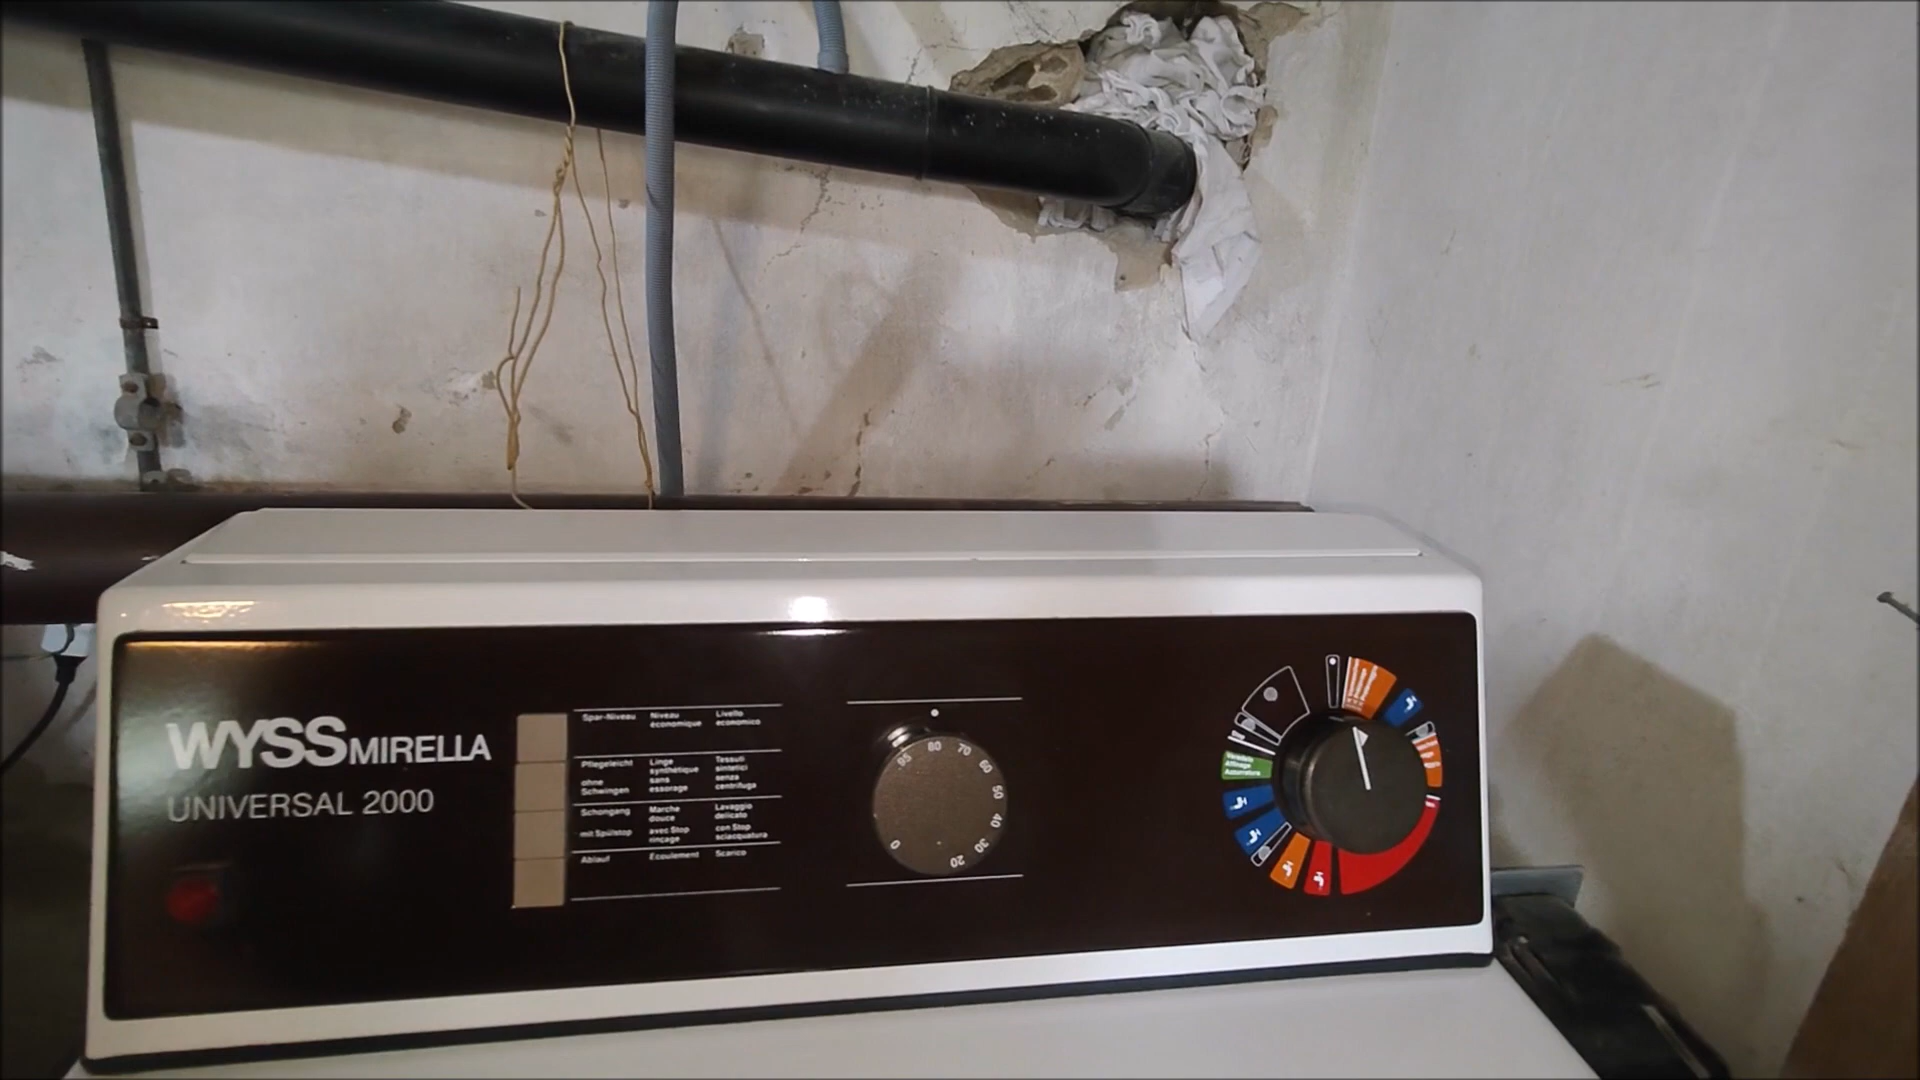 WYSS MIRELLA
UNIVERSAL 2000
Spar-Niveau
Niveau
économique
Livello
economico
Pflegeleicht
ohne
Schwingen
Linge
synthétique
sans
essorage
Tessuti
sintetici
senza
centrifuga
Schongang
mit Spülstop
Marche
douce
avec Stop
rinçage
Lavaggio
delicato
con Stop
sciacquatura
Ablauf
Ecoulement
Scarico
95 80 70 60 50 40 30 20 0